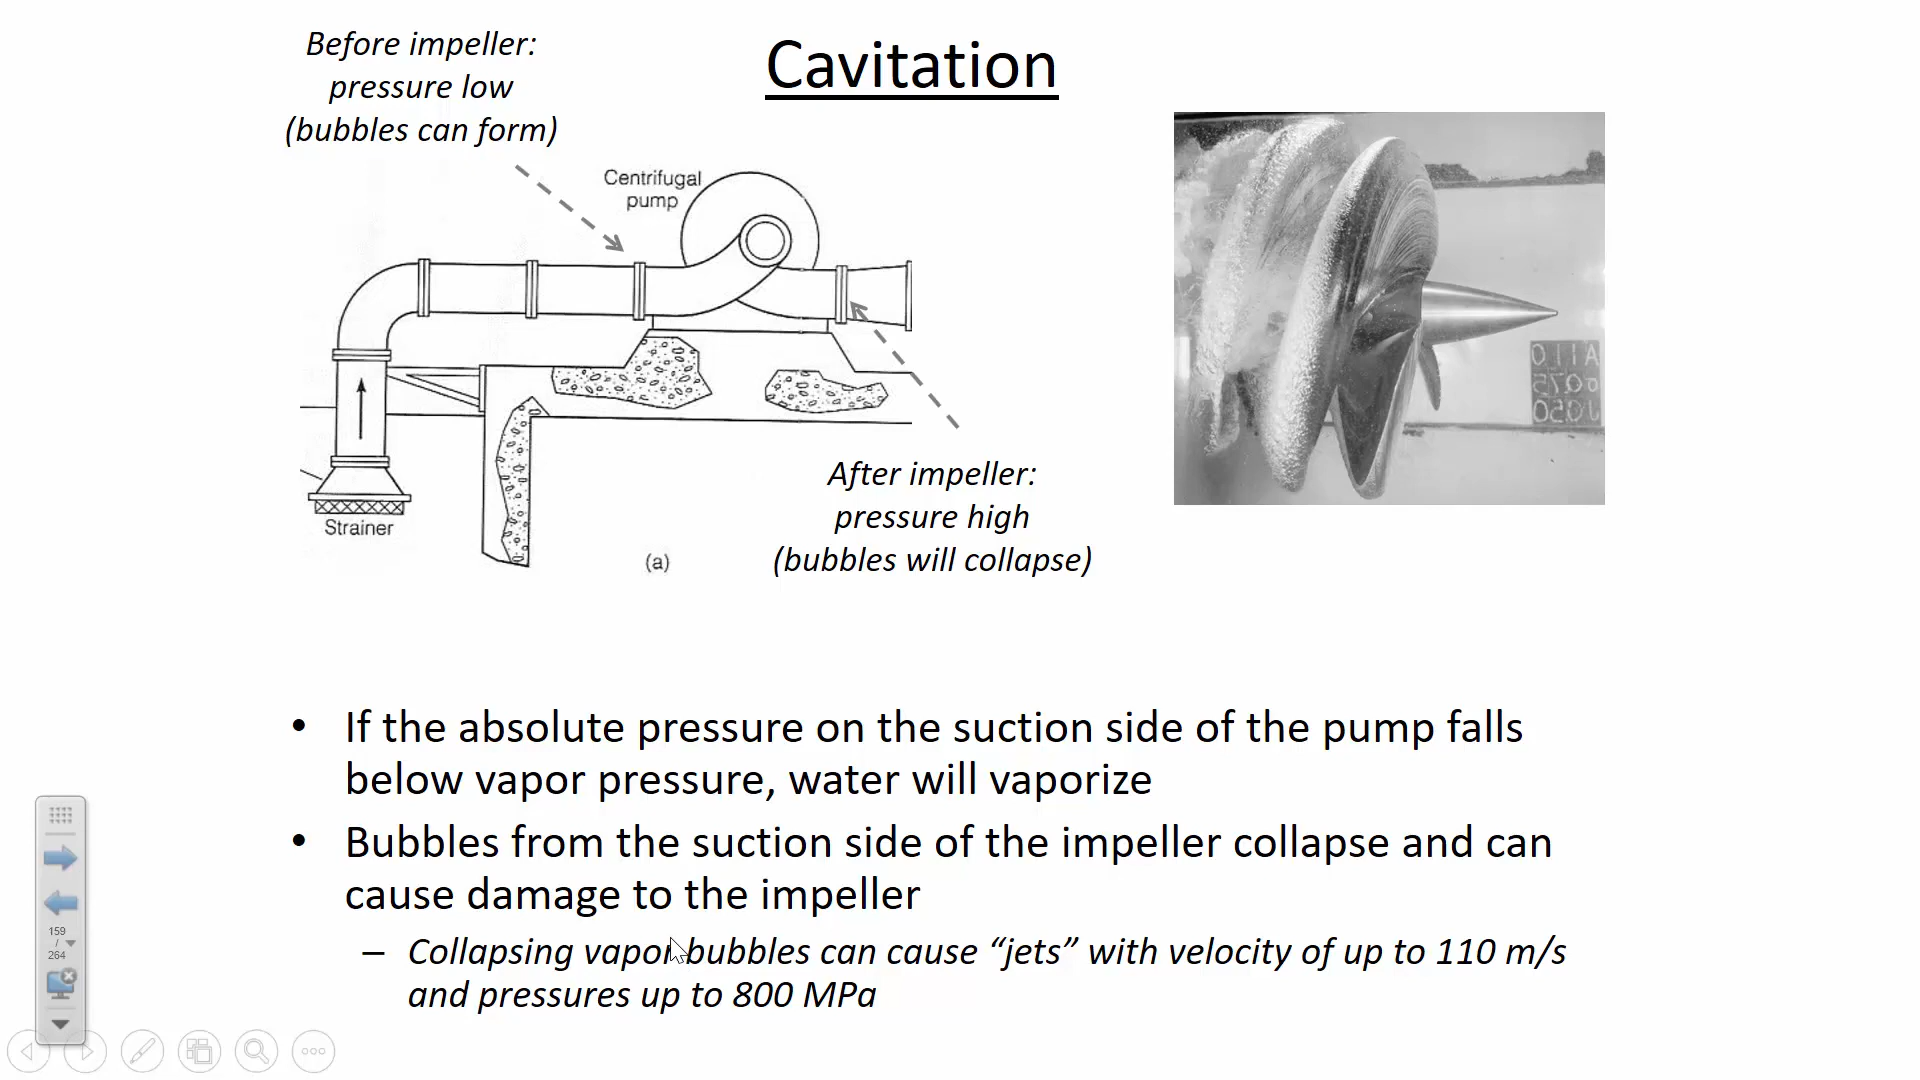 Cavitation
Before impeller:
pressure low
(bubbles can form)
Centrifugal
pump
Strainer
(a)
After impeller:
pressure high
(bubbles will collapse)
• If the absolute pressure on the suction side of the pump falls
below vapor pressure, water will vaporize
• Bubbles from the suction side of the impeller collapse and can
cause damage to the impeller
– Collapsing vapor bubbles can cause “jets” with velocity of up to 110 m/s
and pressures up to 800 MPa
159
/
264